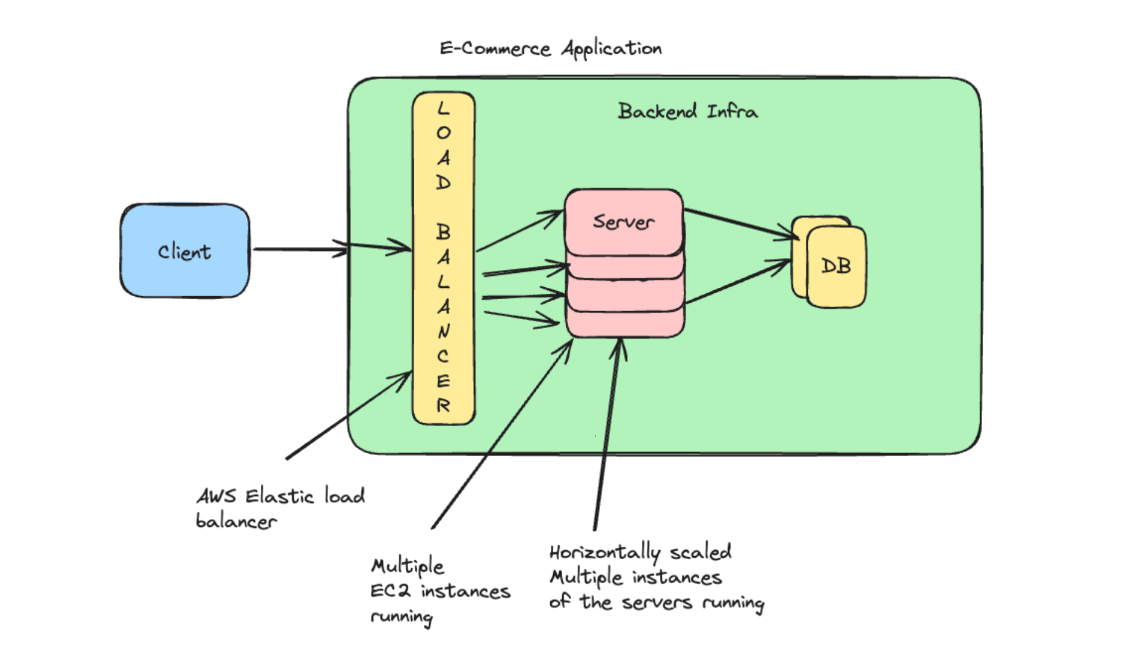 E-Commerce Application
Backend Infra
LOAD BALANCER
Client
Server
DB
AWS Elastic load
balancer
Multiple
EC2 instances
running
Horizontally scaled
Multiple instances
of the servers running